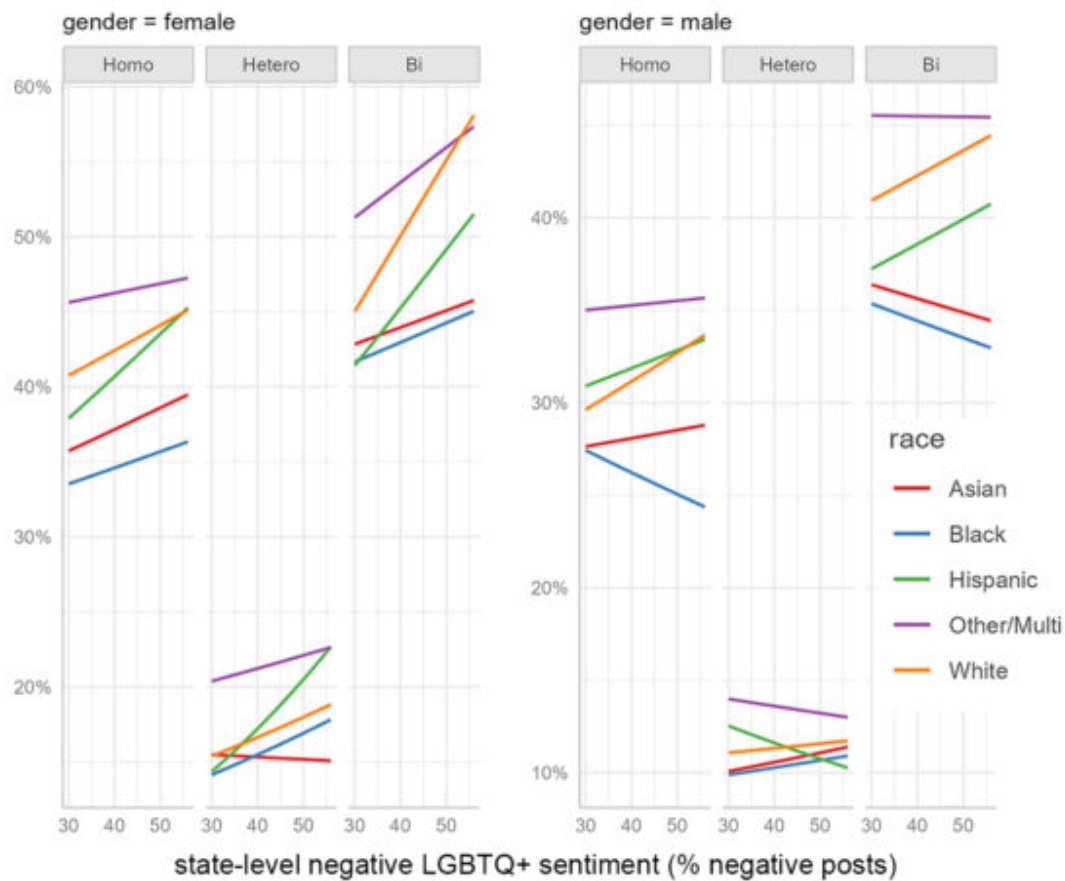 gender = female
gender = male
Homo Hetero Bi
Homo Hetero Bi
60%
50%
40%
30%
20%
40%
30%
20%
10%
race
Asian
Black
Hispanic
Other/Multi
White
30 40 50 30 40 50 30 40 50
30 40 50 30 40 50 30 40 50
state-level negative LGBTQ+ sentiment (% negative posts)